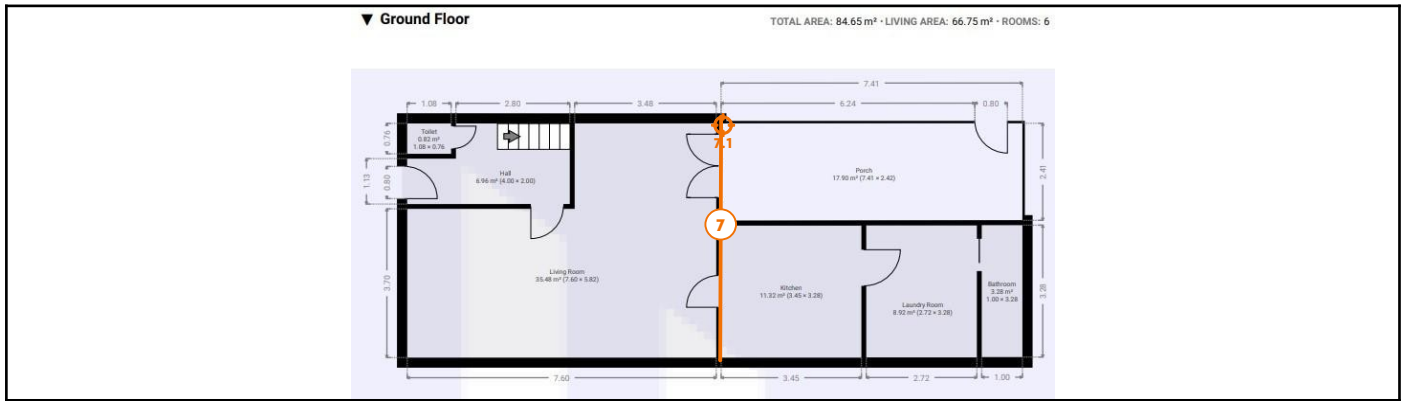 ▼ Ground Floor
TOTAL AREA: 84.65 m² · LIVING AREA: 66.75 m² · ROOMS: 6
7.41
1.08
2.80
3.48
6.24
0.80
0.76
Toilet
0.82 m²
1.08 × 0.76
7.1
1.13
0.80
Hall
6.96 m² (4.00 × 2.00)
Porch
17.90 m² (7.41 × 2.42)
2.41
7
3.70
Living Room
35.48 m² (7.60 × 5.82)
Kitchen
11.32 m² (3.45 × 3.28)
Laundry Room
8.92 m² (2.72 × 3.28)
Bathroom
3.28 m²
1.00 × 3.28
3.28
7.60
3.45
2.72
1.00